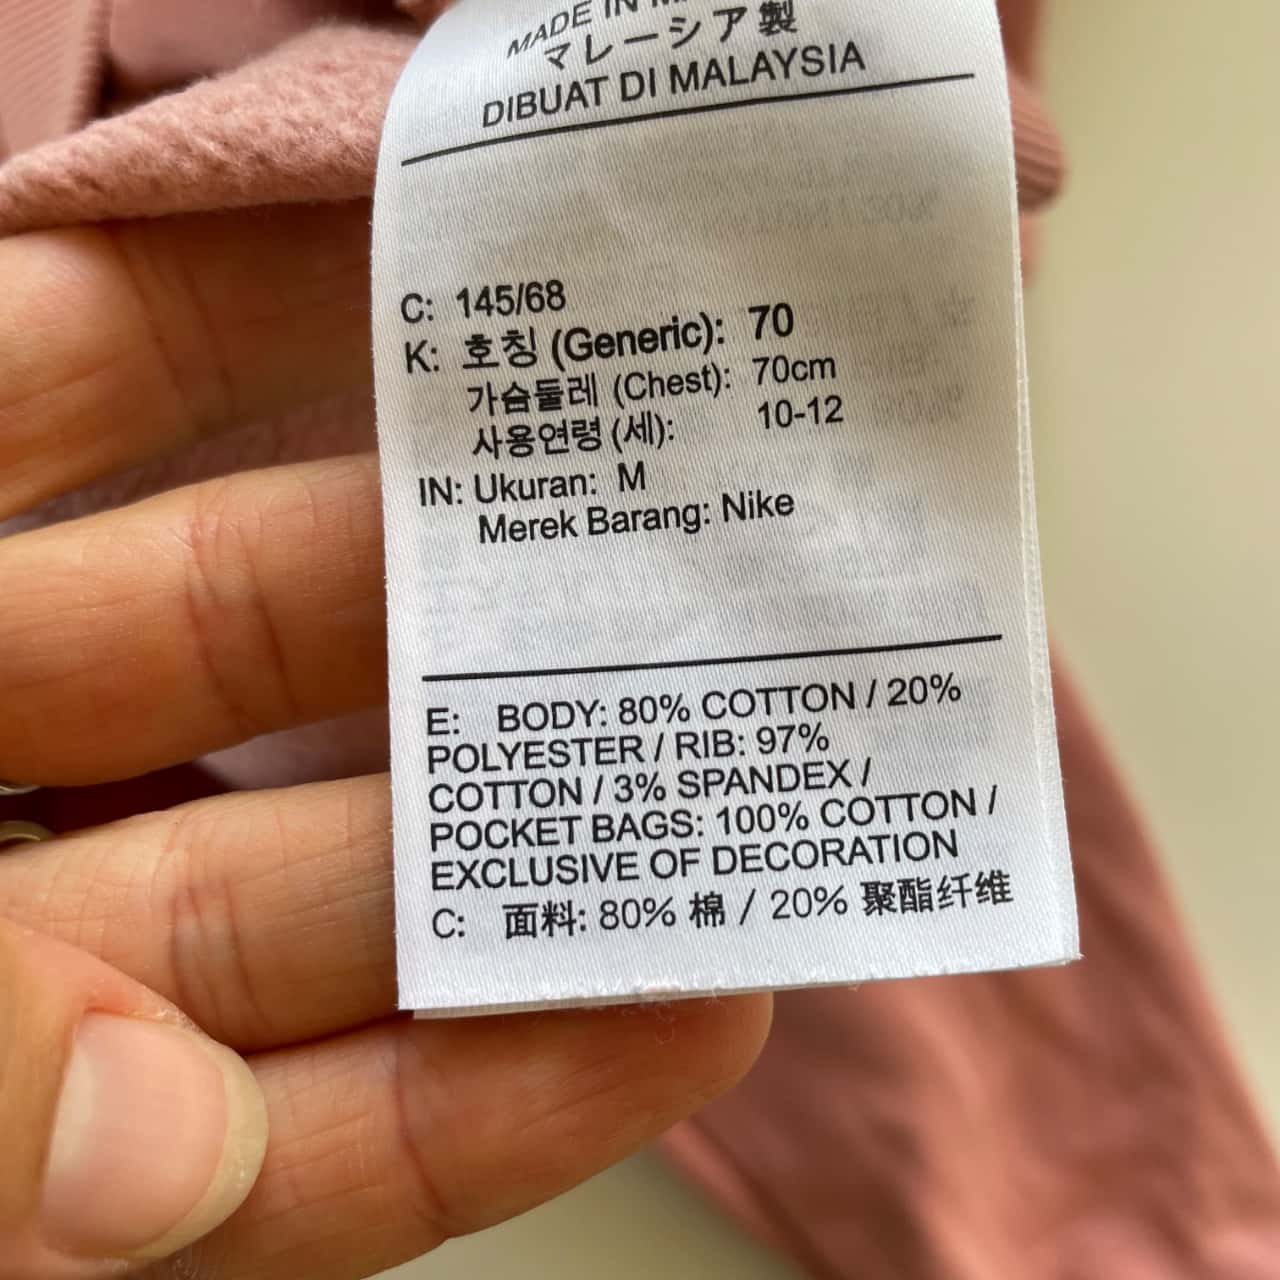 MADE IN
マレーシア製
DIBUAT DI MALAYSIA
C: 145/68
K: 호칭 (Generic): 70
가슴둘레 (Chest): 70cm
사용연령 (세): 10-12
IN: Ukuran: M
Merek Barang: Nike
E: BODY: 80% COTTON / 20%
POLYESTER / RIB: 97%
COTTON / 3% SPANDEX /
POCKET BAGS: 100% COTTON /
EXCLUSIVE OF DECORATION
C: 面料: 80% 棉 / 20% 聚酯纤维